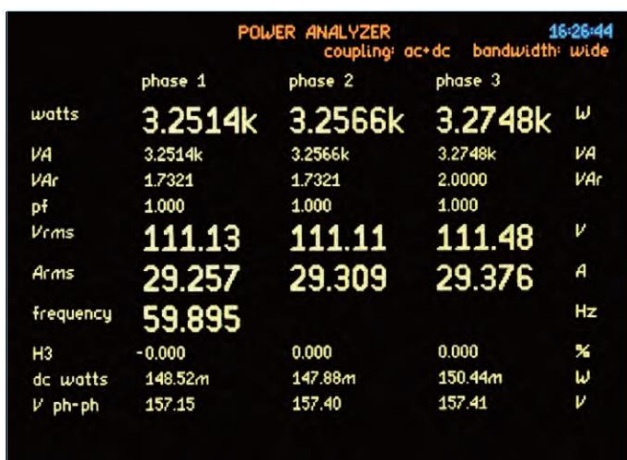 POWER ANALYZER 16:26:44
coupling: ac+dc bandwidth: wide
phase 1 phase 2 phase 3
watts 3.2514k 3.2566k 3.2748k W
VA 3.2514k 3.2566k 3.2748k VA
VAr 1.7321 1.7321 2.0000 VAr
pf 1.000 1.000 1.000
Vrms 111.13 111.11 111.48 V
Arms 29.257 29.309 29.376 A
frequency 59.895 Hz
H3 -0.000 0.000 0.000 %
dc watts 148.52m 147.88m 150.44m W
V ph-ph 157.15 157.40 157.41 V